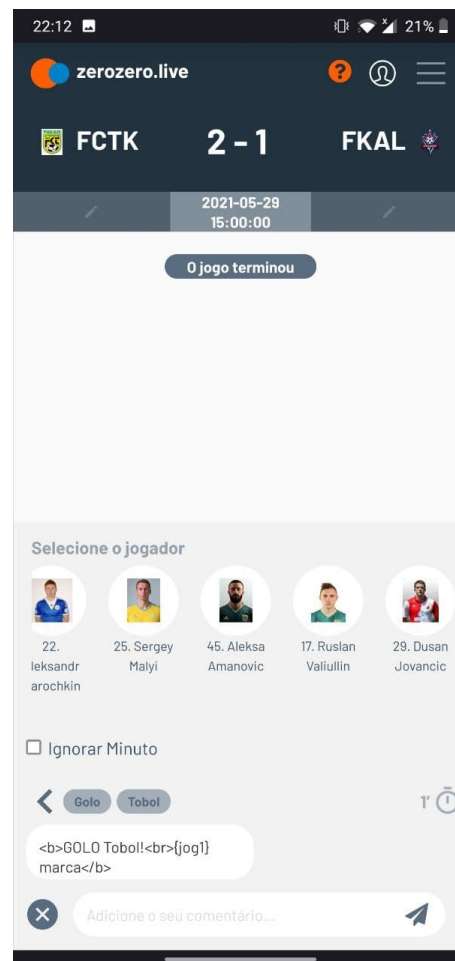 22:12
21%
zerozero.live
?
FCTK 2 - 1 FKAL
2021-05-29
15:00:00
O jogo terminou
Selecione o jogador
22.
leksandr
arochkin
25. Sergey
Malyi
45. Aleksa
Amanovic
17. Ruslan
Valiullin
29. Dusan
Jovancic
Ignorar Minuto
Golo
Tobol
1'
<b>GOLO Tobol!<br>{jog1}
marca</b>
Adicione o seu comentário...